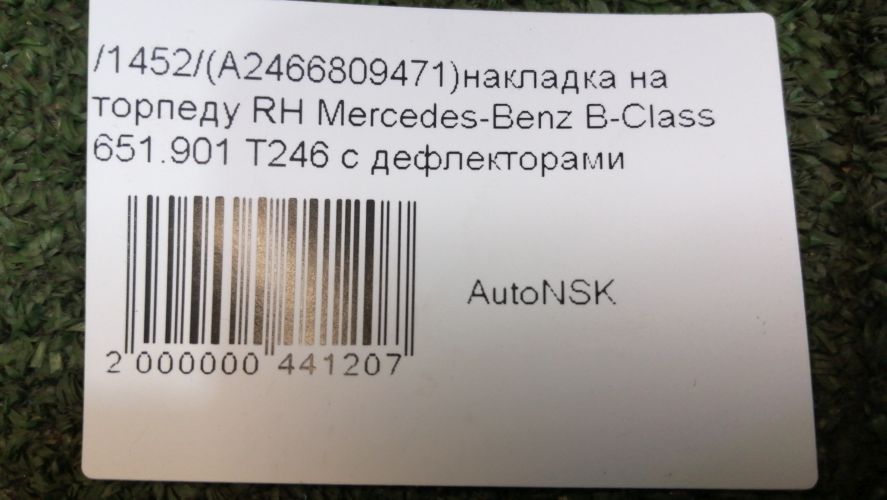 /1452/(A2466809471)накладка на
торпеду RH Mercedes-Benz B-Class
651.901 T246 с дефлекторами
AutoNSK
2 000000 441207